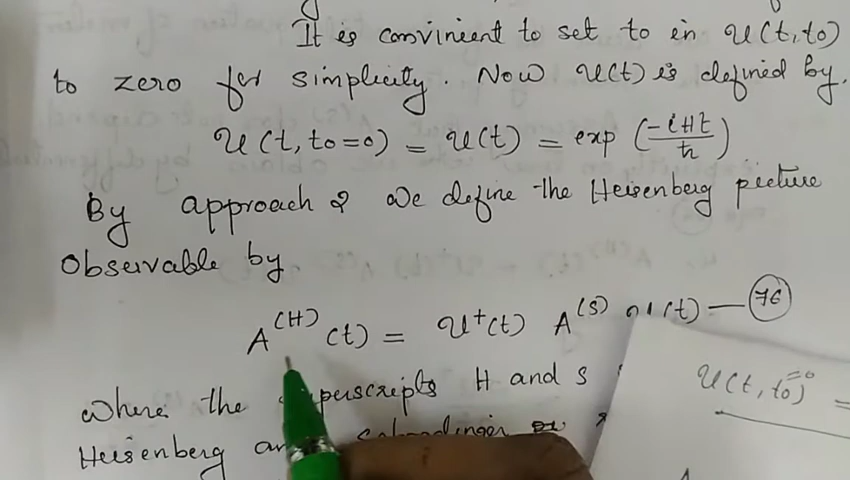 It is convinient to set to in U(t, to)
to zero for simplicity. Now U(t) is defined by.
U(t, to=0) = U(t) = exp (-iHt/ħ)
By approach 2 we define the Heisenberg picture
Observable by
A^(H) (t) = U^+(t) A^(S) U(t) — 76
U(t, to)^=0 =
where the superscripts H and S
Heisenberg